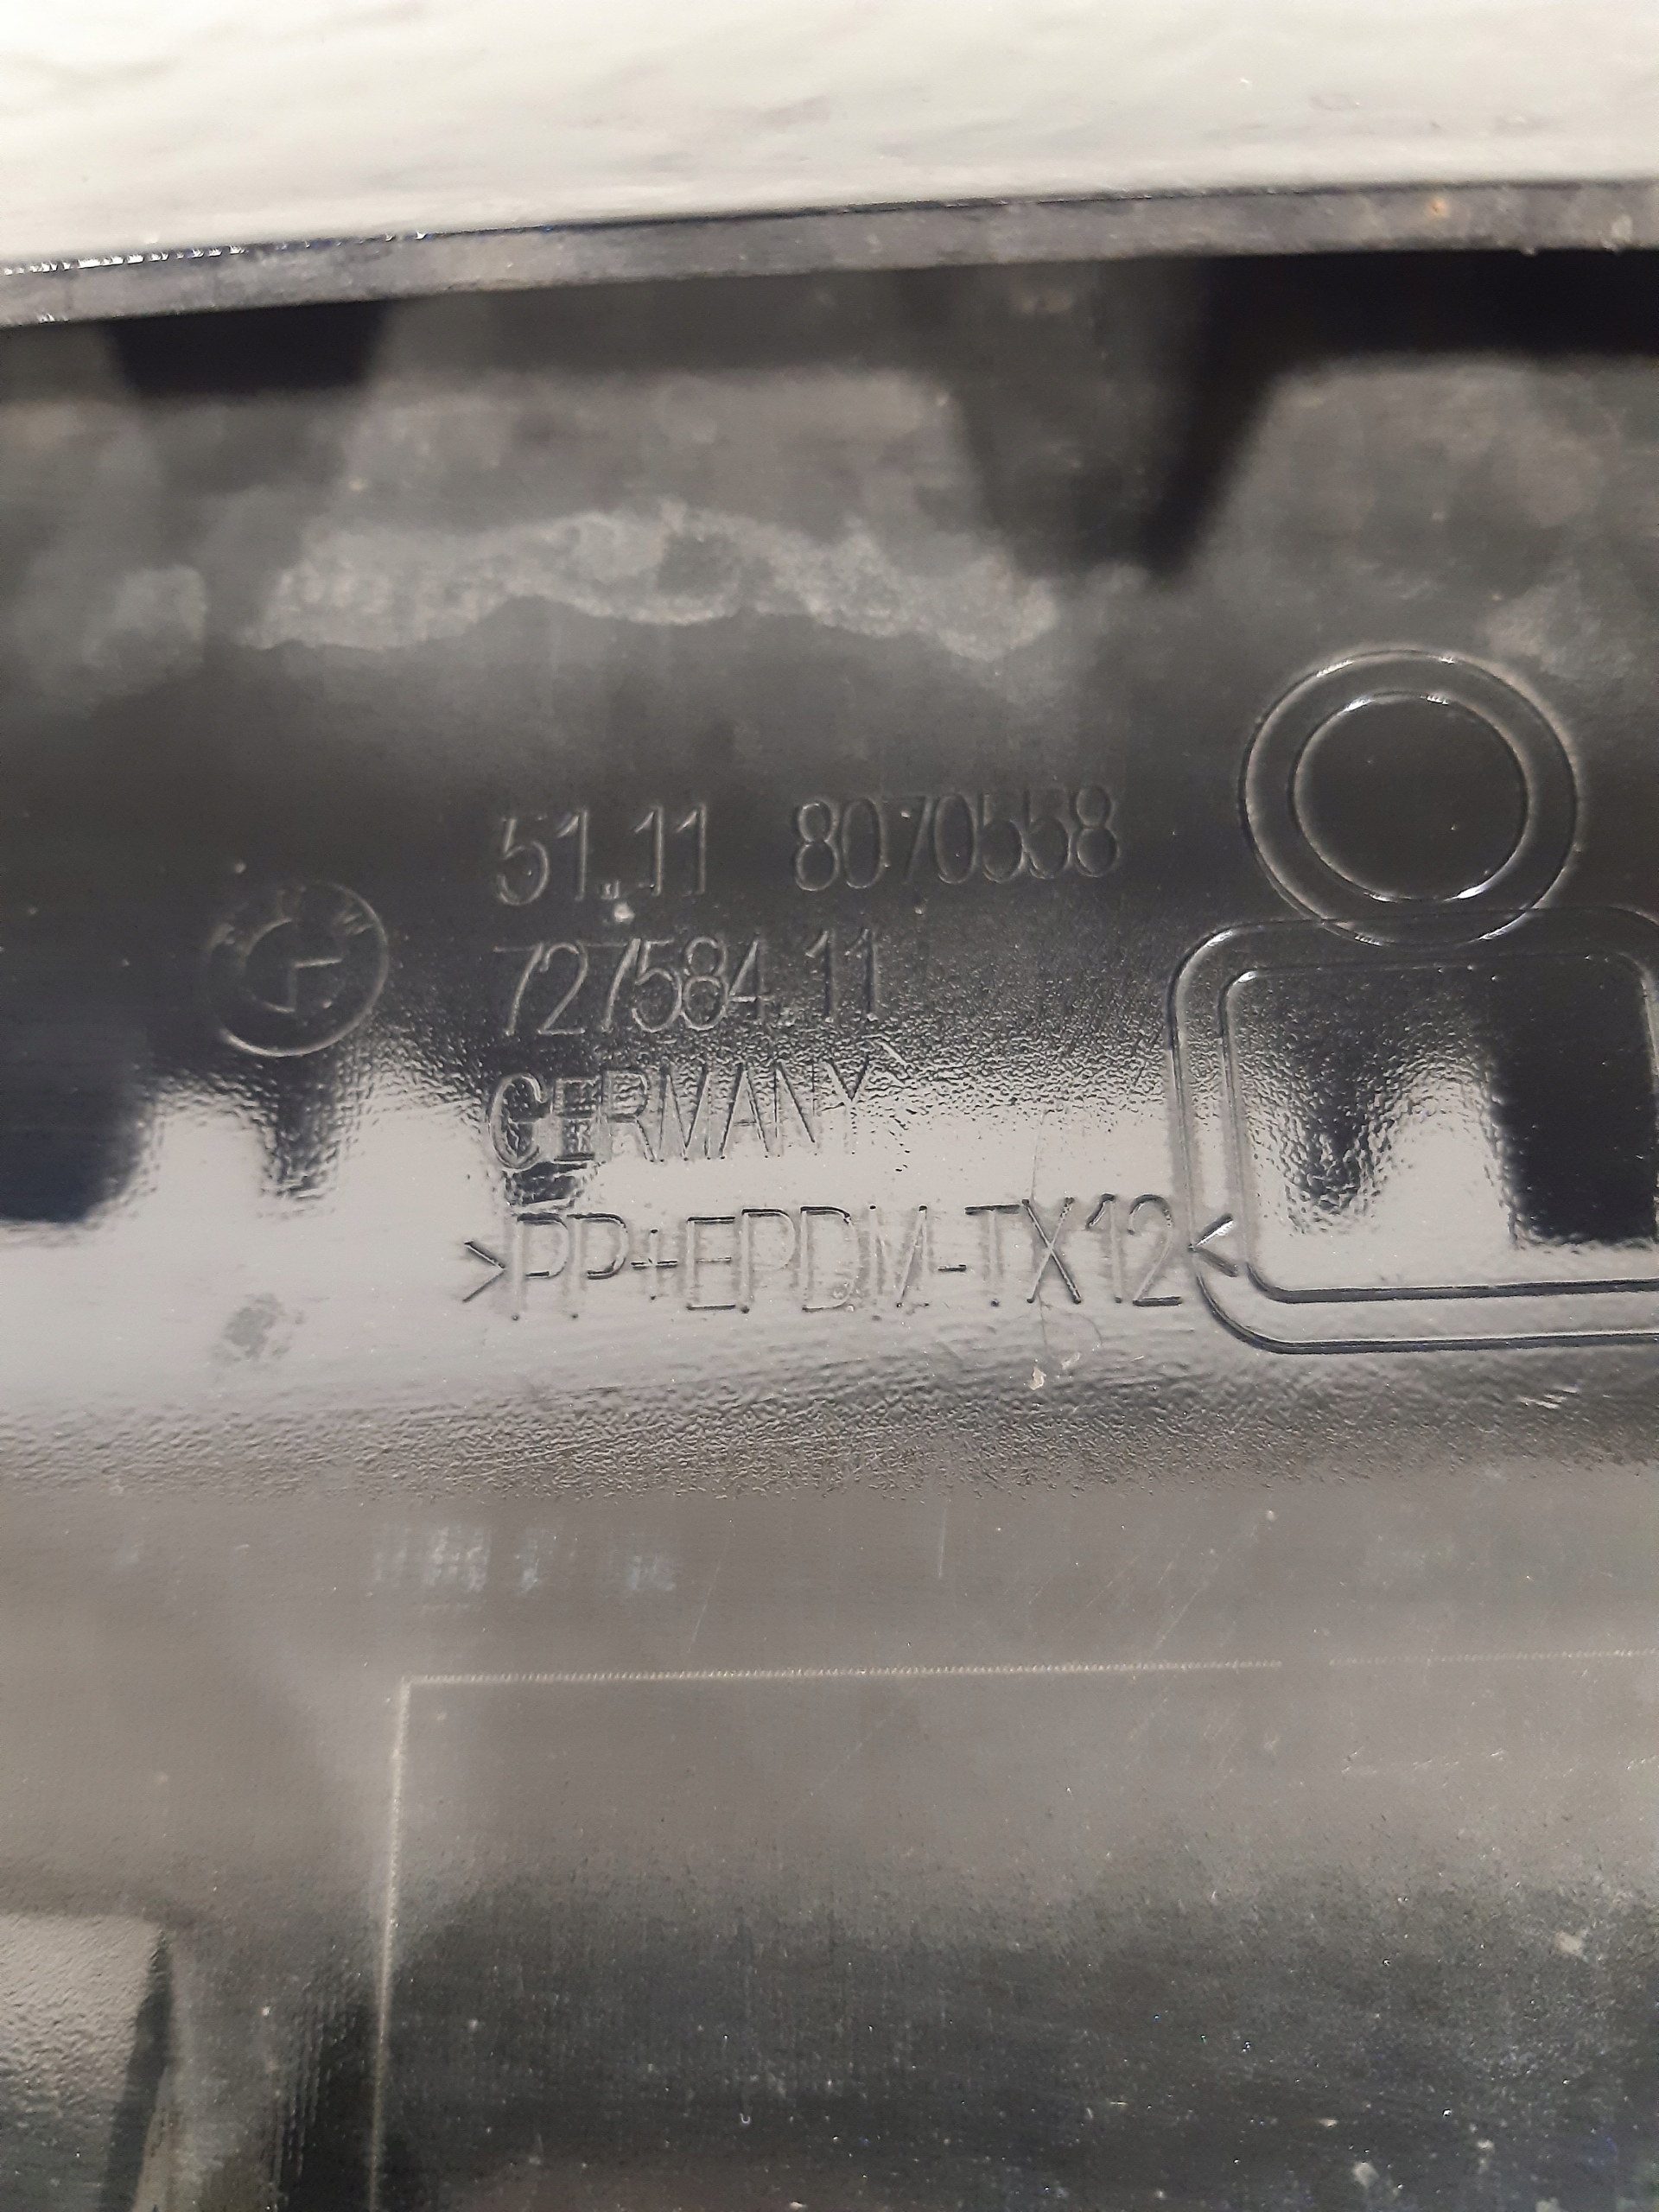 51.11 8070558
727584.11
GERMANY
>PP+EPDM-TX12<